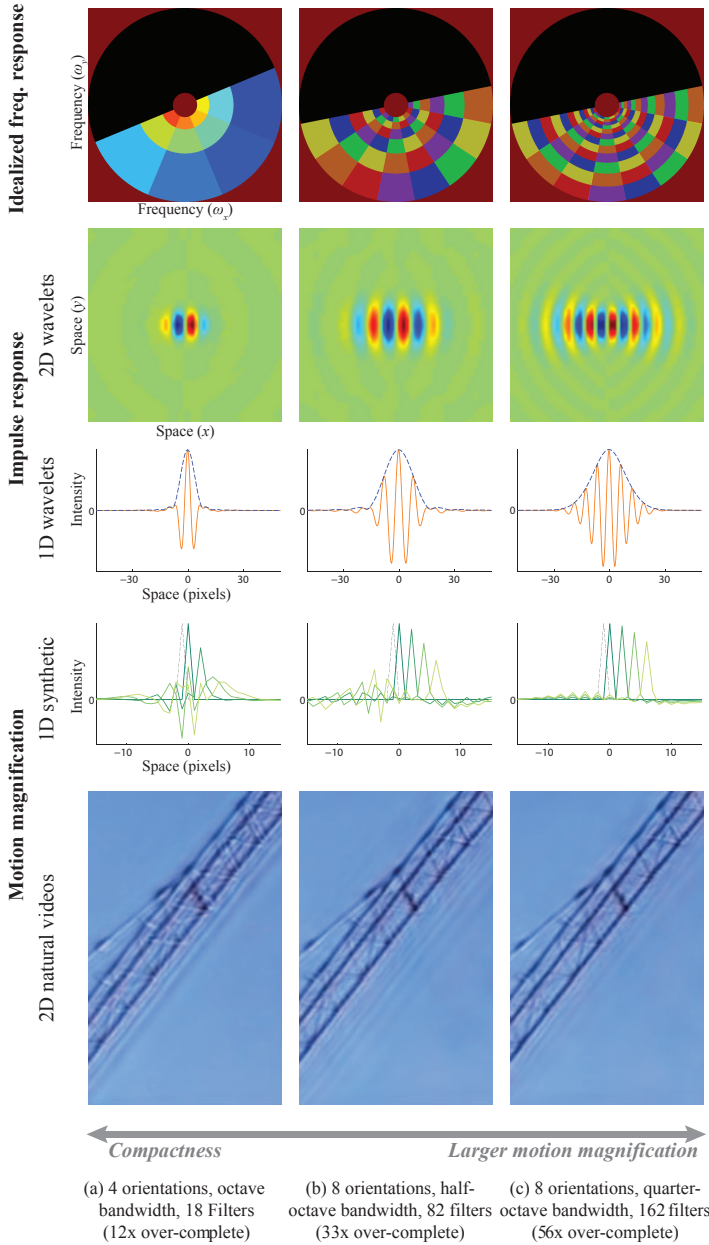 Idealized freq. response
Frequency (ωy)
Frequency (ωx)
Impulse response
2D wavelets
Space (y)
Space (x)
1D wavelets
Intensity
0
0
0
−30 0 30
−30 0 30
−30 0 30
Space (pixels)
Motion magnification
1D synthetic
Intensity
0
0
0
−10 0 10
−10 0 10
−10 0 10
Space (pixels)
2D natural videos
Compactness
Larger motion magnification
(a) 4 orientations, octave
bandwidth, 18 Filters
(12x over-complete)
(b) 8 orientations, half-
octave bandwidth, 82 filters
(33x over-complete)
(c) 8 orientations, quarter-
octave bandwidth, 162 filters
(56x over-complete)